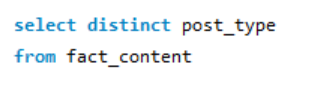 select distinct post_type
from fact_content